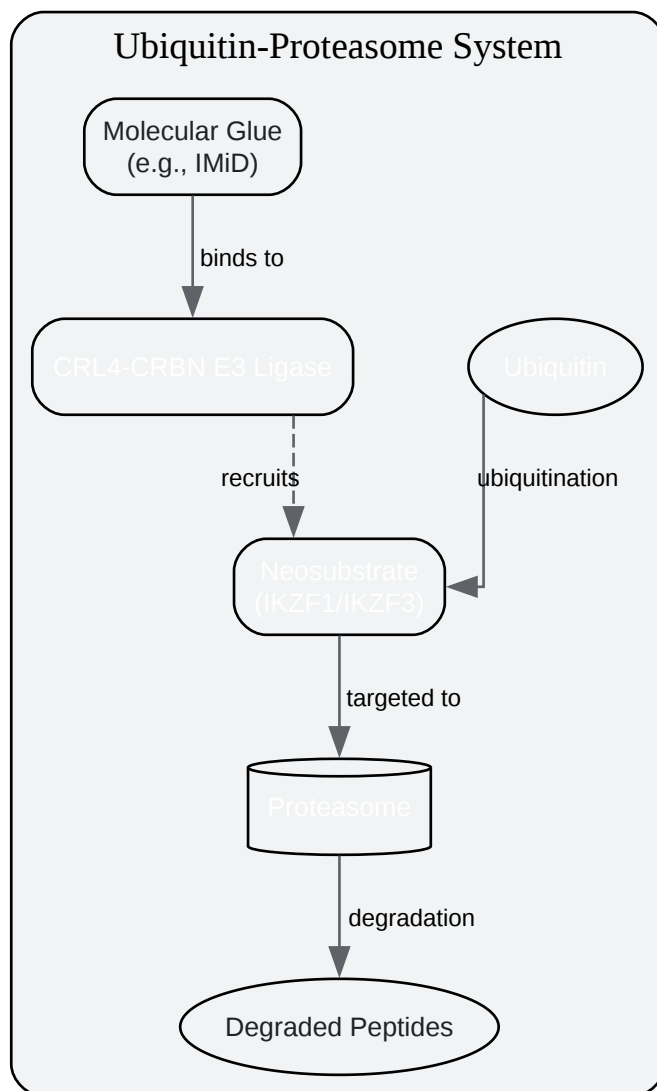 Ubiquitin-Proteasome System
Molecular Glue
(e.g., IMiD)
binds to
CRL4-CRBN E3 Ligase
Ubiquitin
recruits
ubiquitination
Neosubstrate
(IKZF1/IKZF3)
targeted to
Proteasome
degradation
Degraded Peptides